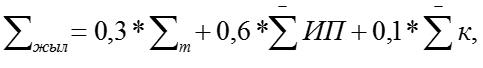 ∑жыл = 0,3 * ∑т + 0,6 * ∑̄ ИП + 0,1 * ∑̄ к,